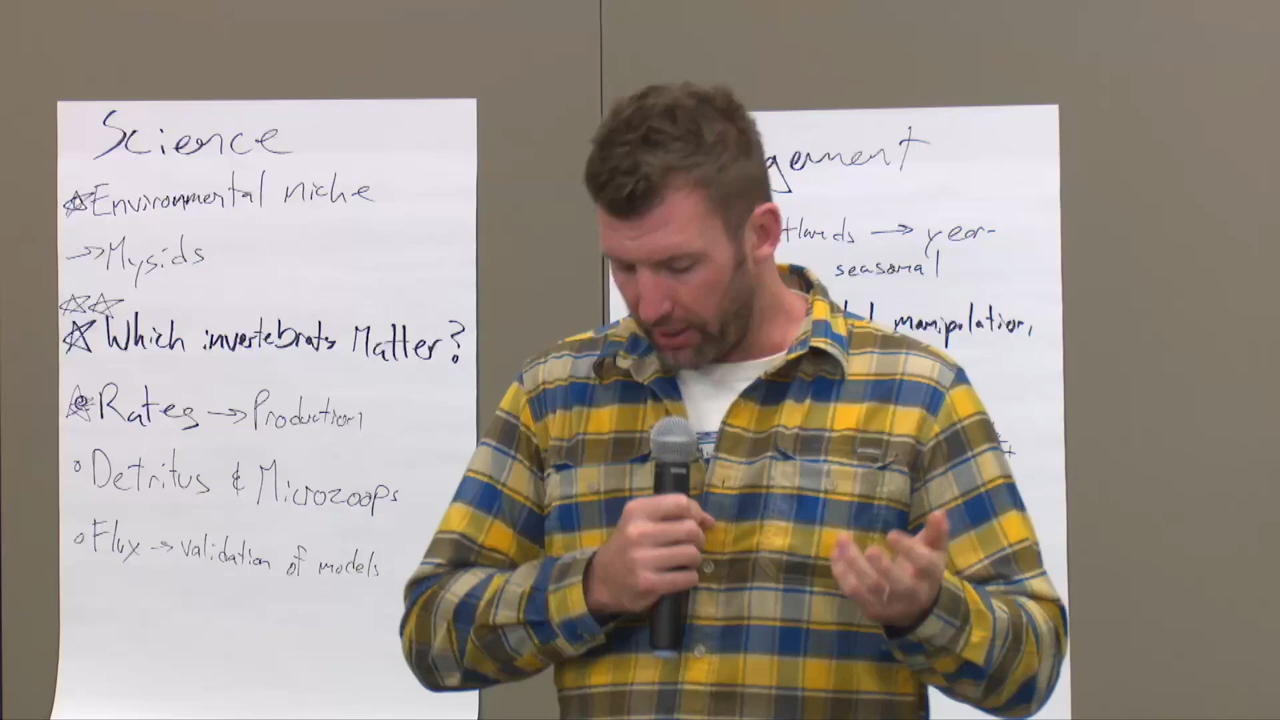 Science
Environmental niche
→ Mysids
Which invertebrats Matter?
Rates → Production
Detritus & Microzoops
Flux → validation of models
gement
tlands → year-
seasonal
manipulation,